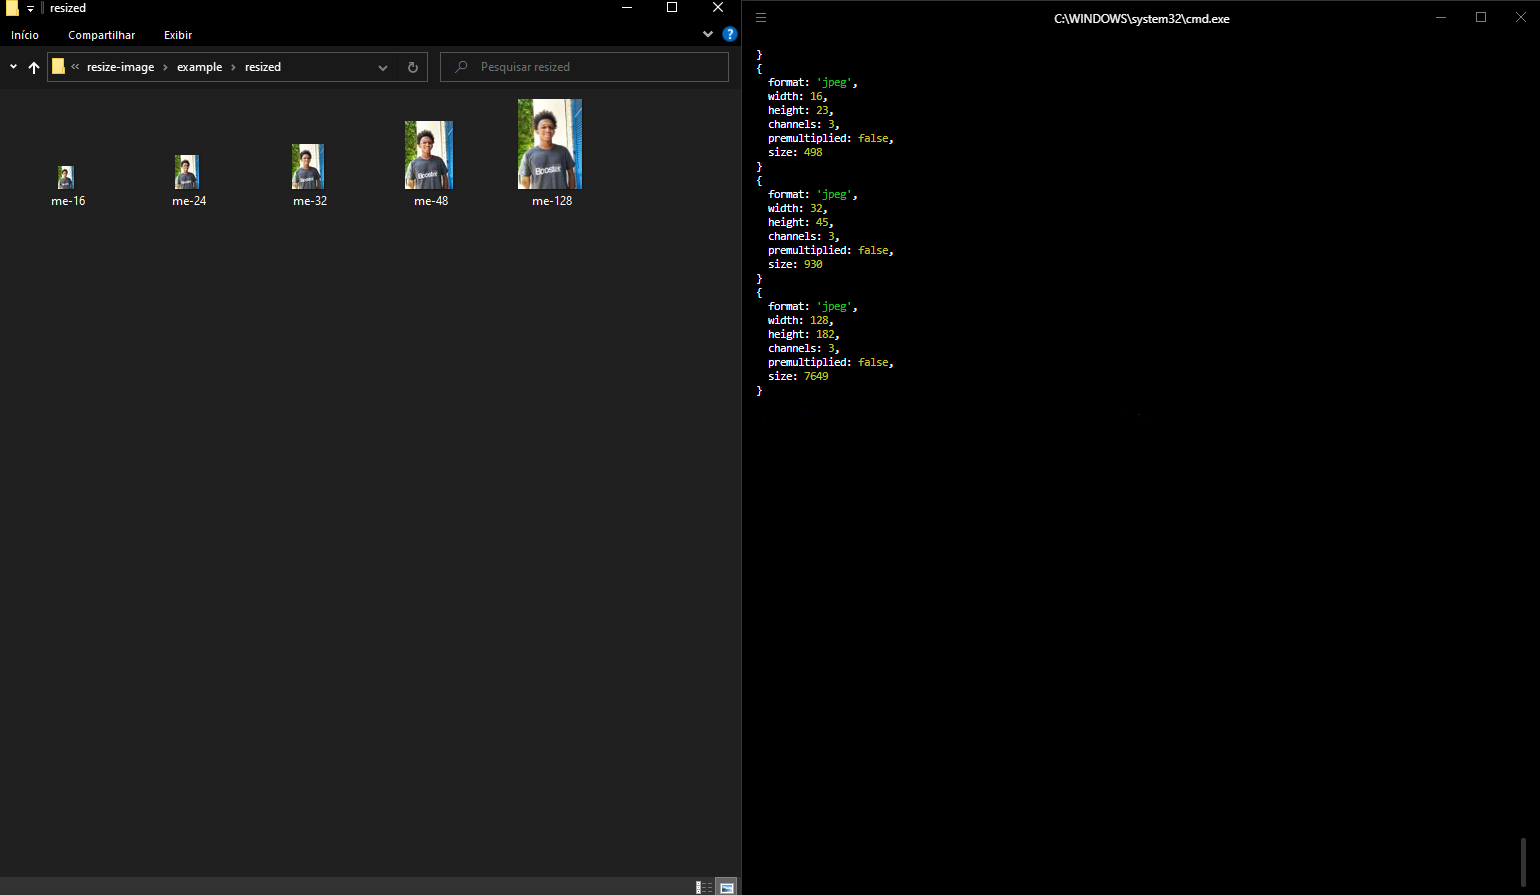 resized
Início Compartilhar Exibir
resize-image example resized
Pesquisar resized
Booster
me-16 me-24 me-32 me-48 me-128
C:\WINDOWS\system32\cmd.exe
}
{
format: 'jpeg',
width: 16,
height: 23,
channels: 3,
premultiplied: false,
size: 498
}
{
format: 'jpeg',
width: 32,
height: 45,
channels: 3,
premultiplied: false,
size: 930
}
{
format: 'jpeg',
width: 128,
height: 182,
channels: 3,
premultiplied: false,
size: 7649
}